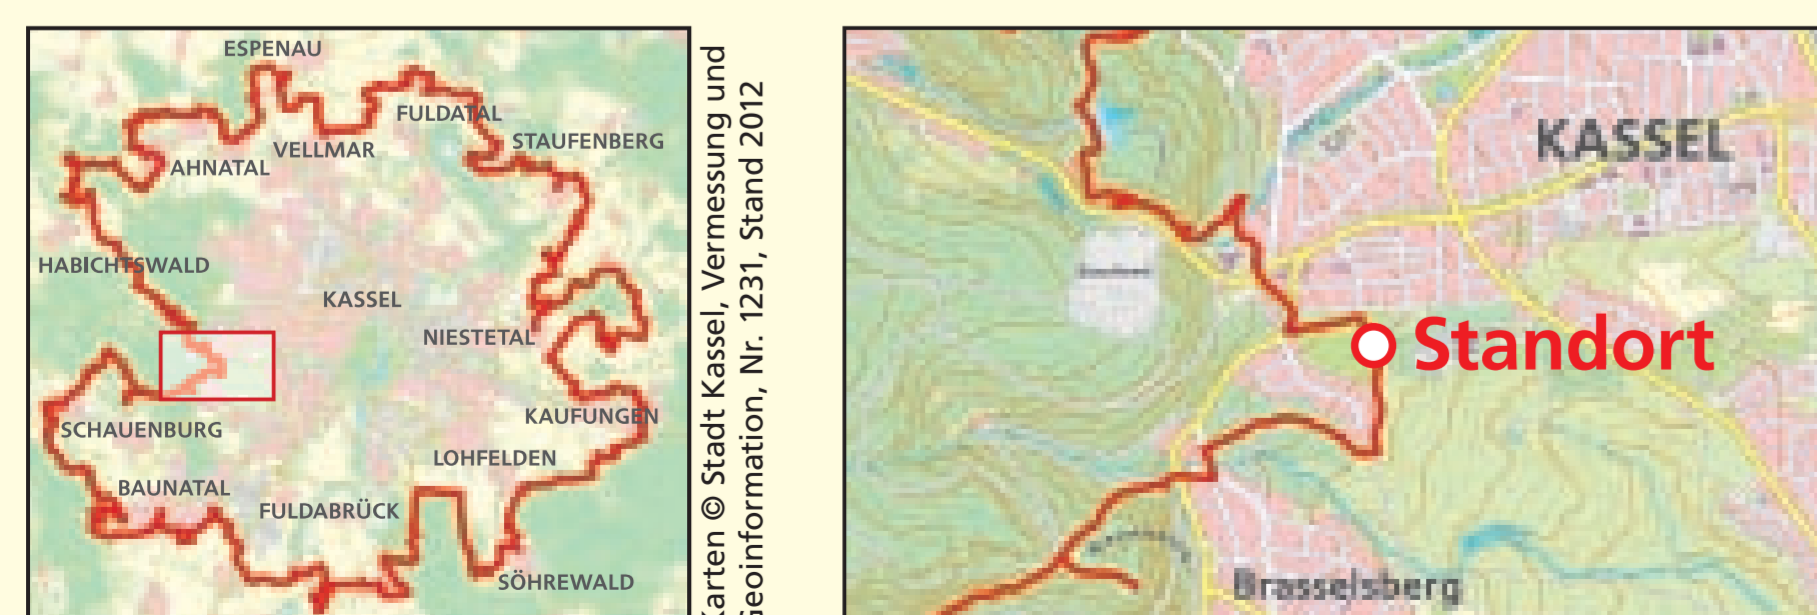 ESPENAU
FULDATAL
STAUFENBERG
VELLMAR
AHNATAL
HABICHTSWALD
KASSEL
NIESTETAL
KAUFUNGEN
SCHAUENBURG
LOHFELDEN
BAUNATAL
FULDABRÜCK
SÖHREWALD
Karten © Stadt Kassel, Vermessung und
Geoinformation, Nr. 1231, Stand 2012
KASSEL
Standort
Brasselsberg